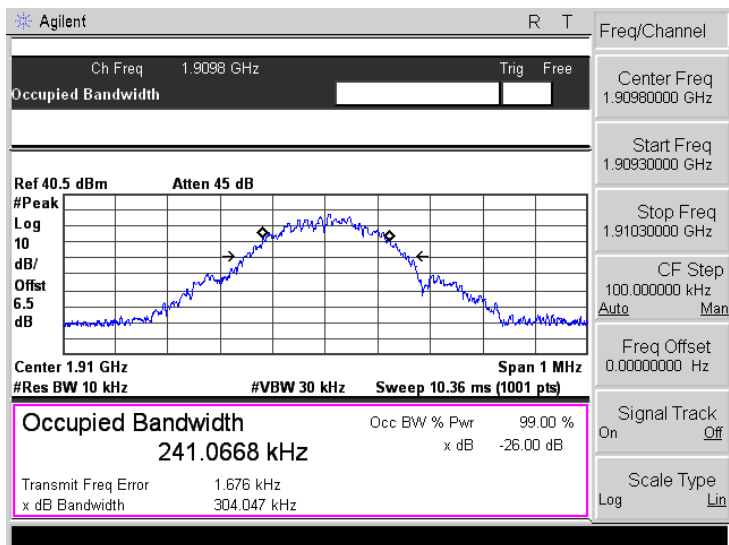 Agilent R T
Ch Freq 1.9098 GHz Trig Free
Occupied Bandwidth
Ref 40.5 dBm Atten 45 dB
#Peak
Log
10
dB/
Offst
6.5
dB
Center 1.91 GHz Span 1 MHz
#Res BW 10 kHz #VBW 30 kHz Sweep 10.36 ms (1001 pts)
Occupied Bandwidth Occ BW % Pwr 99.00 %
241.0668 kHz x dB -26.00 dB
Transmit Freq Error 1.676 kHz
x dB Bandwidth 304.047 kHz
Freq/Channel
Center Freq
1.90980000 GHz
Start Freq
1.90930000 GHz
Stop Freq
1.91030000 GHz
CF Step
100.000000 kHz
Auto Man
Freq Offset
0.00000000 Hz
Signal Track
On Off
Scale Type
Log Lin